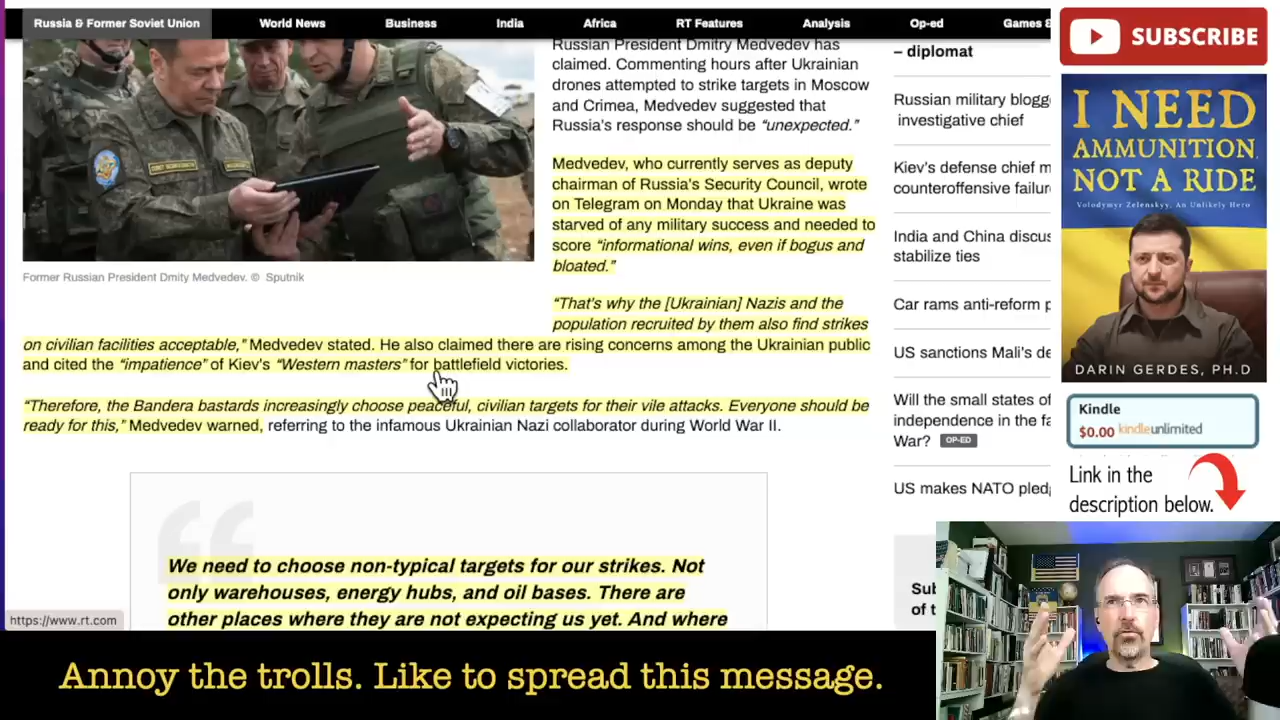 Russia & Former Soviet Union
World News
Business
India
Africa
RT Features
Analysis
Op-ed
Games &
Russian President Dmitry Medvedev has
claimed. Commenting hours after Ukrainian
drones attempted to strike targets in Moscow
and Crimea, Medvedev suggested that
Russia's response should be “unexpected.”
Medvedev, who currently serves as deputy
chairman of Russia's Security Council, wrote
on Telegram on Monday that Ukraine was
starved of any military success and needed to
score “informational wins, even if bogus and
bloated.”
Former Russian President Dmity Medvedev. © Sputnik
“That's why the [Ukrainian] Nazis and the
population recruited by them also find strikes
on civilian facilities acceptable,” Medvedev stated. He also claimed there are rising concerns among the Ukrainian public
and cited the “impatience” of Kiev's “Western masters” for battlefield victories.
“Therefore, the Bandera bastards increasingly choose peaceful, civilian targets for their vile attacks. Everyone should be
ready for this,” Medvedev warned, referring to the infamous Ukrainian Nazi collaborator during World War II.
We need to choose non-typical targets for our strikes. Not
only warehouses, energy hubs, and oil bases. There are
other places where they are not expecting us yet. And where
https://www.rt.com
– diplomat
Russian military blogg
investigative chief
Kiev's defense chief m
counteroffensive failur
India and China discus
stabilize ties
Car rams anti-reform p
US sanctions Mali's de
Will the small states of
independence in the fa
War? OP-ED
US makes NATO pled
Sub
of t
SUBSCRIBE
I NEED
AMMUNITION,
NOT A RIDE
Volodymyr Zelenskyy, An Unlikely Hero
DARIN GERDES, PH.D
Kindle
$0.00 kindleunlimited
Link in the
description below.
Annoy the trolls. Like to spread this message.